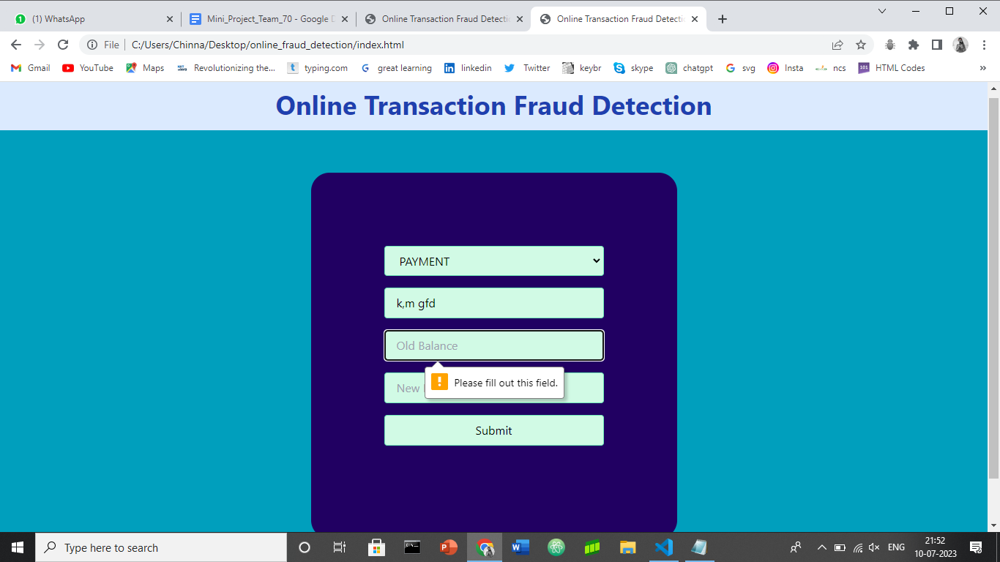 (1) WhatsApp
Mini_Project_Team_70 - Google D
Online Transaction Fraud Detectio
Online Transaction Fraud Detectio
File
C:/Users/Chinna/Desktop/online_fraud_detection/index.html
Gmail YouTube Maps Revolutionizing the... typing.com great learning linkedin Twitter keybr skype chatgpt svg Insta ncs HTML Codes »
Online Transaction Fraud Detection
PAYMENT
k,m gfd
Old Balance
Please fill out this field.
New
Submit
Type here to search
ENG
21:52
10-07-2023